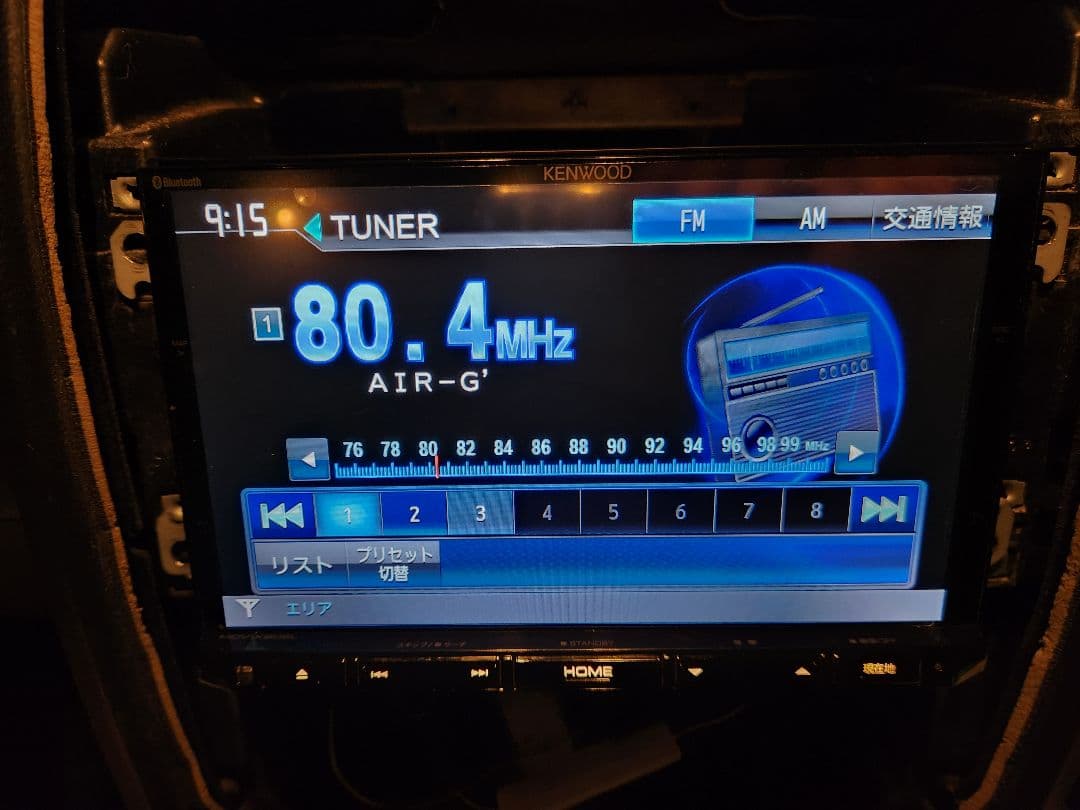 KENWOOD
Bluetooth
9:15 TUNER FM AM 交通情報
1 80.4MHz
AIR-G'
76 78 80 82 84 86 88 90 92 94 96 98 99 MHz
1 2 3 4 5 6 7 8
リスト プリセット切替
エリア
STANDBY
HOME 現在地